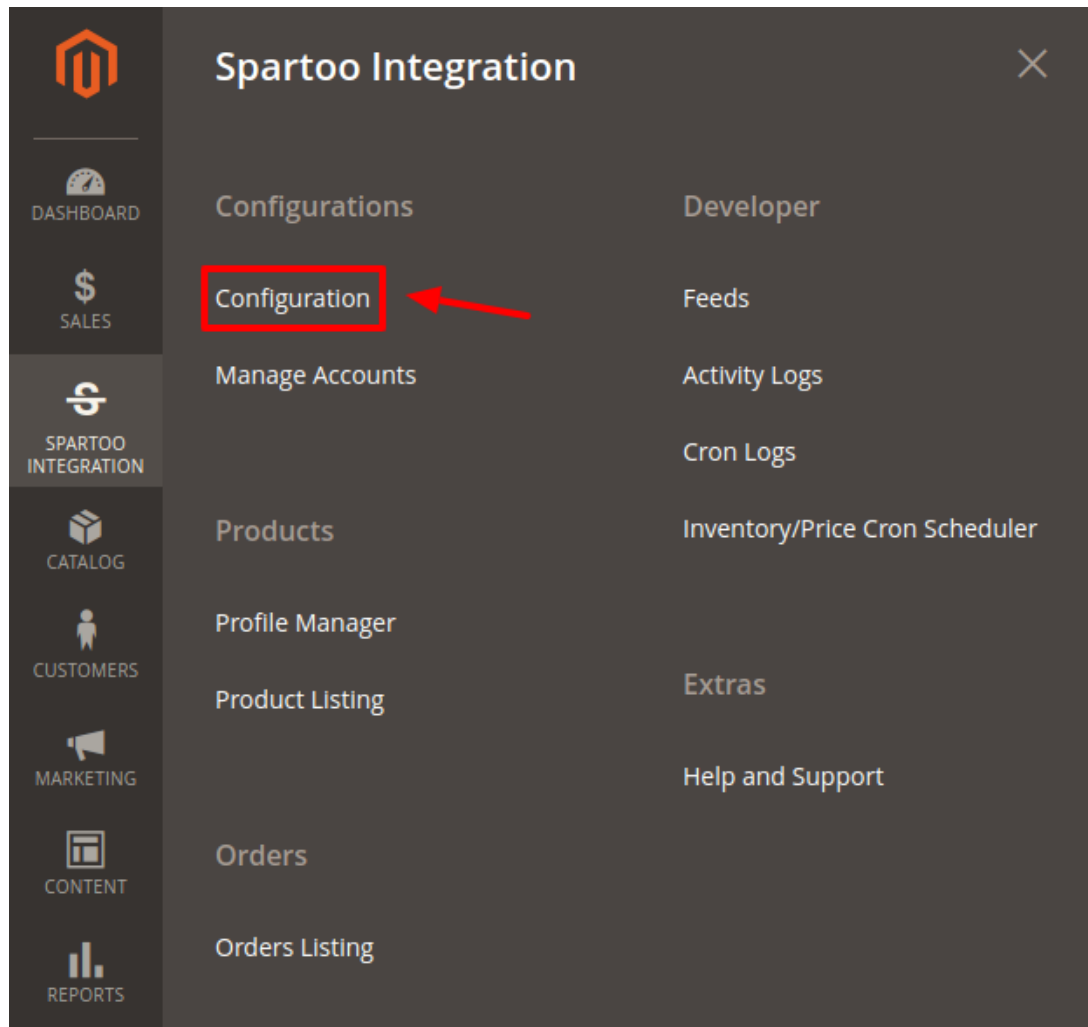 Spartoo Integration
DASHBOARD
SALES
SPARTOO
INTEGRATION
CATALOG
CUSTOMERS
MARKETING
CONTENT
REPORTS
Configurations
Configuration
Manage Accounts
Products
Profile Manager
Product Listing
Orders
Orders Listing
Developer
Feeds
Activity Logs
Cron Logs
Inventory/Price Cron Scheduler
Extras
Help and Support